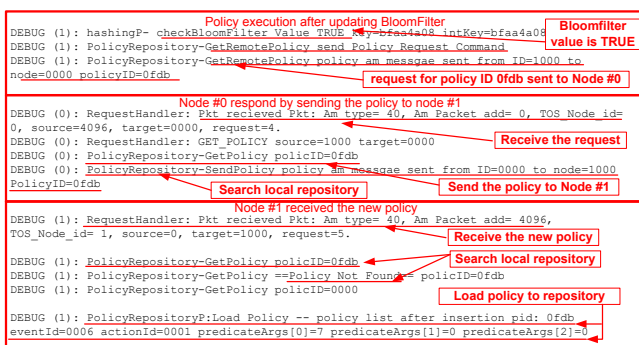 Policy execution after updating BloomFilter
DEBUG (1): hashingP- checkBloomFilter Value TRUE Key=bfaa4a08 intKey=bfaa4a08
Bloomfilter
value is TRUE
DEBUG (1): PolicyRepository-GetRemotePolicy send Policy Request Command
DEBUG (1): PolicyRepository-GetRemotePolicy policy am messgae sent from ID=1000 to
node=0000 policyID=0fdb
request for policy ID 0fdb sent to Node #0
Node #0 respond by sending the policy to node #1
DEBUG (0): RequestHandler: Pkt recieved Pkt: Am type= 40, Am Packet add= 0, TOS_Node_id=
0, source=4096, target=0000, request=4.
Receive the request
DEBUG (0): RequestHandler: GET_POLICY source=1000 target=0000
DEBUG (0): PolicyRepository-GetPolicy policID=0fdb
DEBUG (0): PolicyRepository-SendPolicy policy am messgae sent from ID=0000 to node=1000
PolicyID=0fdb
Search local repository
Send the policy to Node #1
Node #1 received the new policy
DEBUG (1): RequestHandler: Pkt recieved Pkt: Am type= 40, Am Packet add= 4096,
TOS_Node_id= 1, source=0, target=1000, request=5.
Receive the new policy
DEBUG (1): PolicyRepository-GetPolicy policID=0fdb
Search local repository
DEBUG (1): PolicyRepository-GetPolicy ==Policy Not Found== policID=0fdb
DEBUG (1): PolicyRepository-GetPolicy policID=0000
Load policy to repository
DEBUG (1): PolicyRepositoryP:Load Policy -- policy list after insertion pid: 0fdb
eventId=0006 actionId=0001 predicateArgs[0]=7 predicateArgs[1]=0 predicateArgs[2]=0